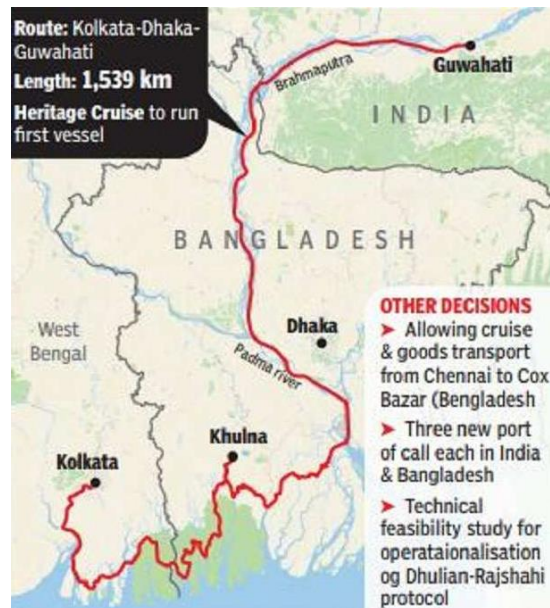 Route: Kolkata-Dhaka-
Guwahati
Length: 1,539 km
Heritage Cruise to run
first vessel
Brahmaputra
Guwahati
INDIA
BANGLADESH
West
Bengal
Dhaka
Padma river
Khulna
Kolkata
OTHER DECISIONS
➤ Allowing cruise
& goods transport
from Chennai to Cox
Bazar (Bengladesh
➤ Three new port
of call each in India
& Bangladesh
➤ Technical
feasibility study for
operataionalisation
og Dhulian-Rajshahi
protocol